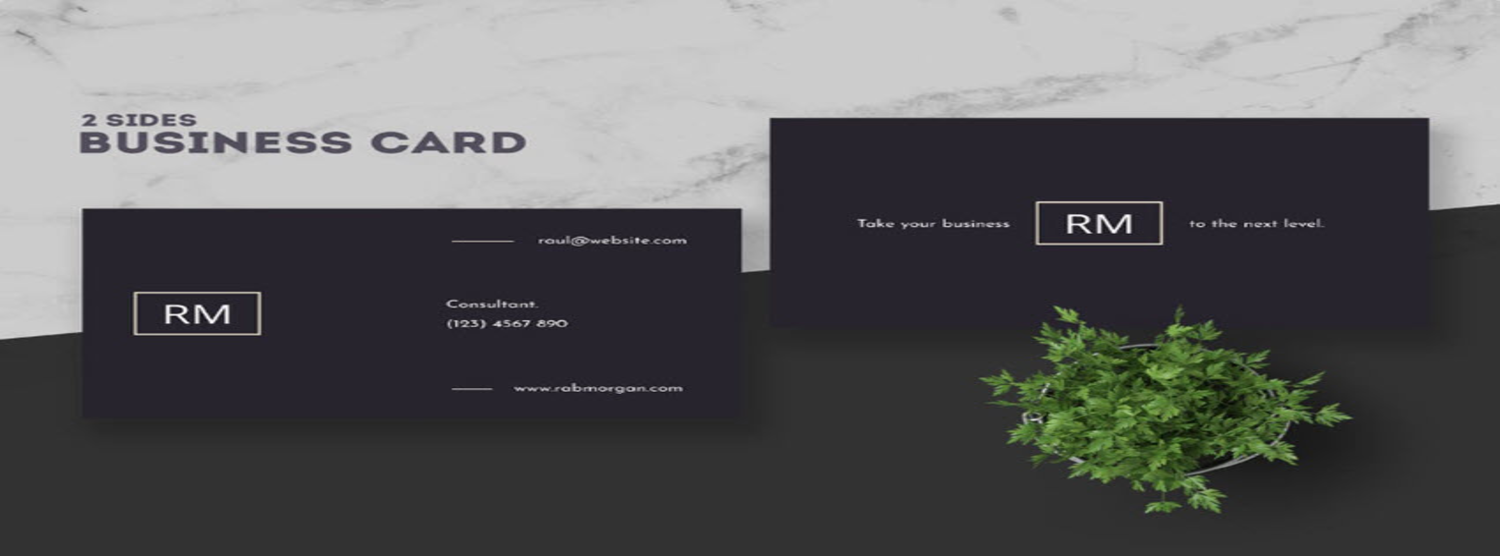 2 SIDES
BUSINESS CARD
raul@website.com
RM
Consultant.
(123) 4567 890
www.rabmorgan.com
Take your business RM to the next level.